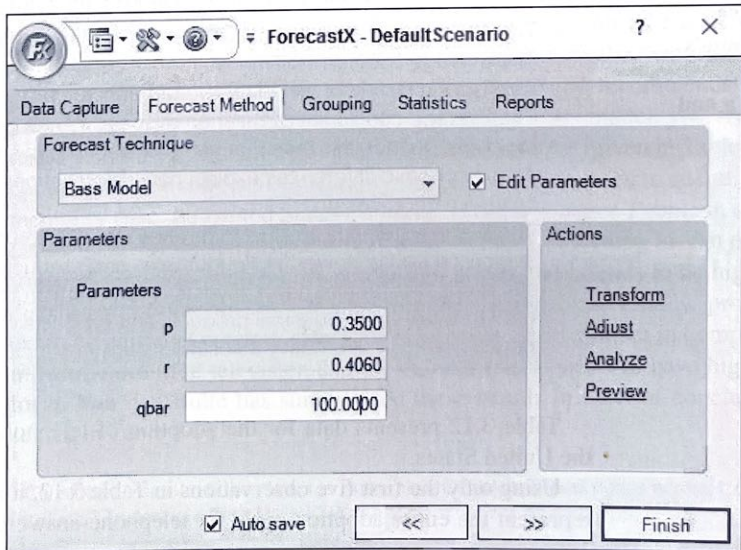 ForecastX - DefaultScenario ? ×
Data Capture Forecast Method Grouping Statistics Reports
Forecast Technique
Bass Model Edit Parameters
Parameters Actions
Parameters
Transform
p 0.3500
Adjust
r 0.4060
Analyze
qbar 100.0000
Preview
Auto save << >> Finish